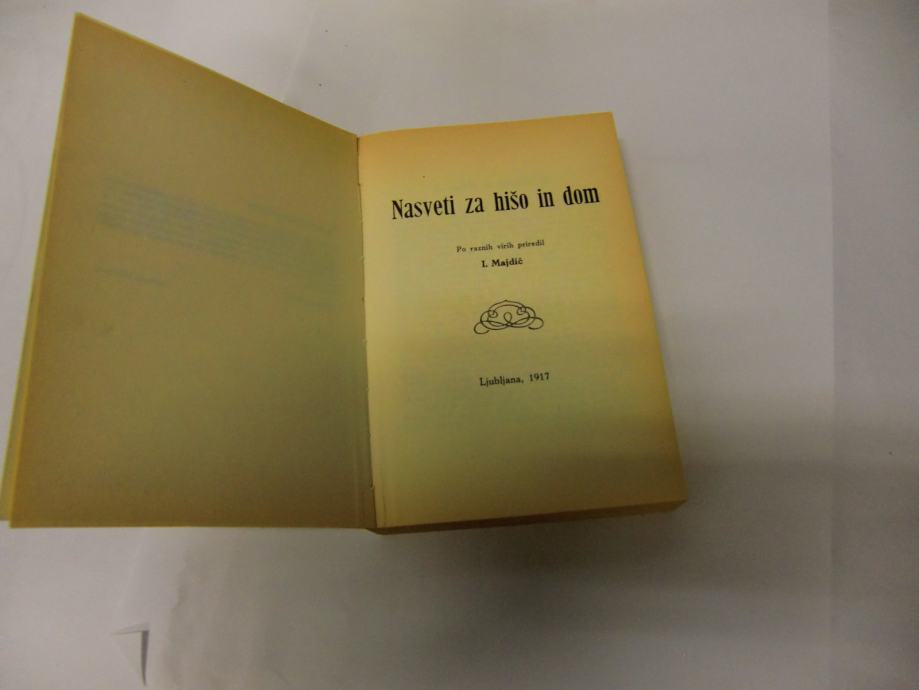 Nasveti za hišo in dom
Po raznih virih priredil
I. Majdič
Ljubljana, 1917